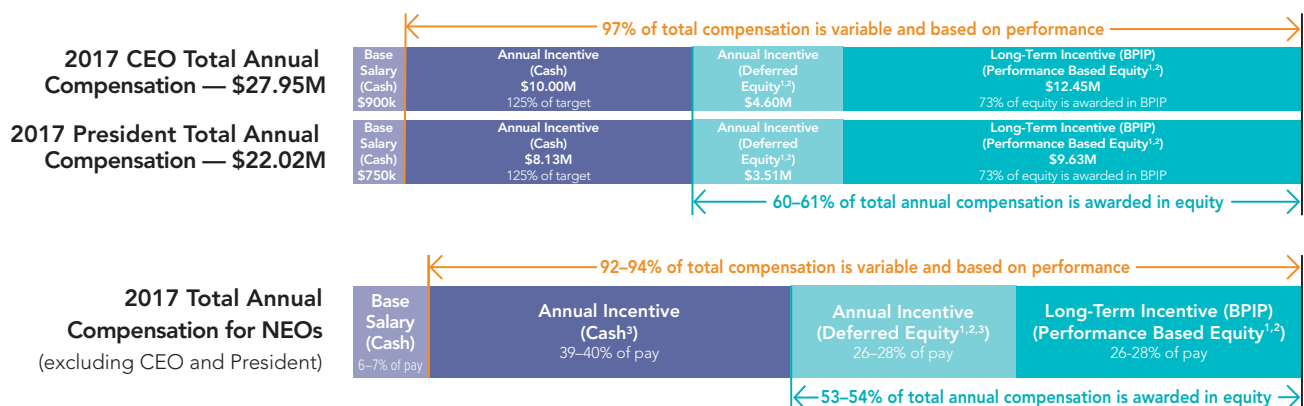 97% of total compensation is variable and based on performance
2017 CEO Total Annual
Compensation — $27.95M
Base
Salary
(Cash)
$900k
Annual Incentive
(Cash)
$10.00M
125% of target
Annual Incentive
(Deferred
Equity¹,²)
$4.60M
Long-Term Incentive (BPIP)
(Performance Based Equity¹,²)
$12.45M
73% of equity is awarded in BPIP
2017 President Total Annual
Compensation — $22.02M
Base
Salary
(Cash)
$750k
Annual Incentive
(Cash)
$8.13M
125% of target
Annual Incentive
(Deferred
Equity¹,²)
$3.51M
Long-Term Incentive (BPIP)
(Performance Based Equity¹,²)
$9.63M
73% of equity is awarded in BPIP
60–61% of total annual compensation is awarded in equity
92–94% of total compensation is variable and based on performance
2017 Total Annual
Compensation for NEOs
(excluding CEO and President)
Base
Salary
(Cash)
6–7% of pay
Annual Incentive
(Cash³)
39–40% of pay
Annual Incentive
(Deferred Equity¹,²,³)
26–28% of pay
Long-Term Incentive (BPIP)
(Performance Based Equity¹,²)
26-28% of pay
53–54% of total annual compensation is awarded in equity